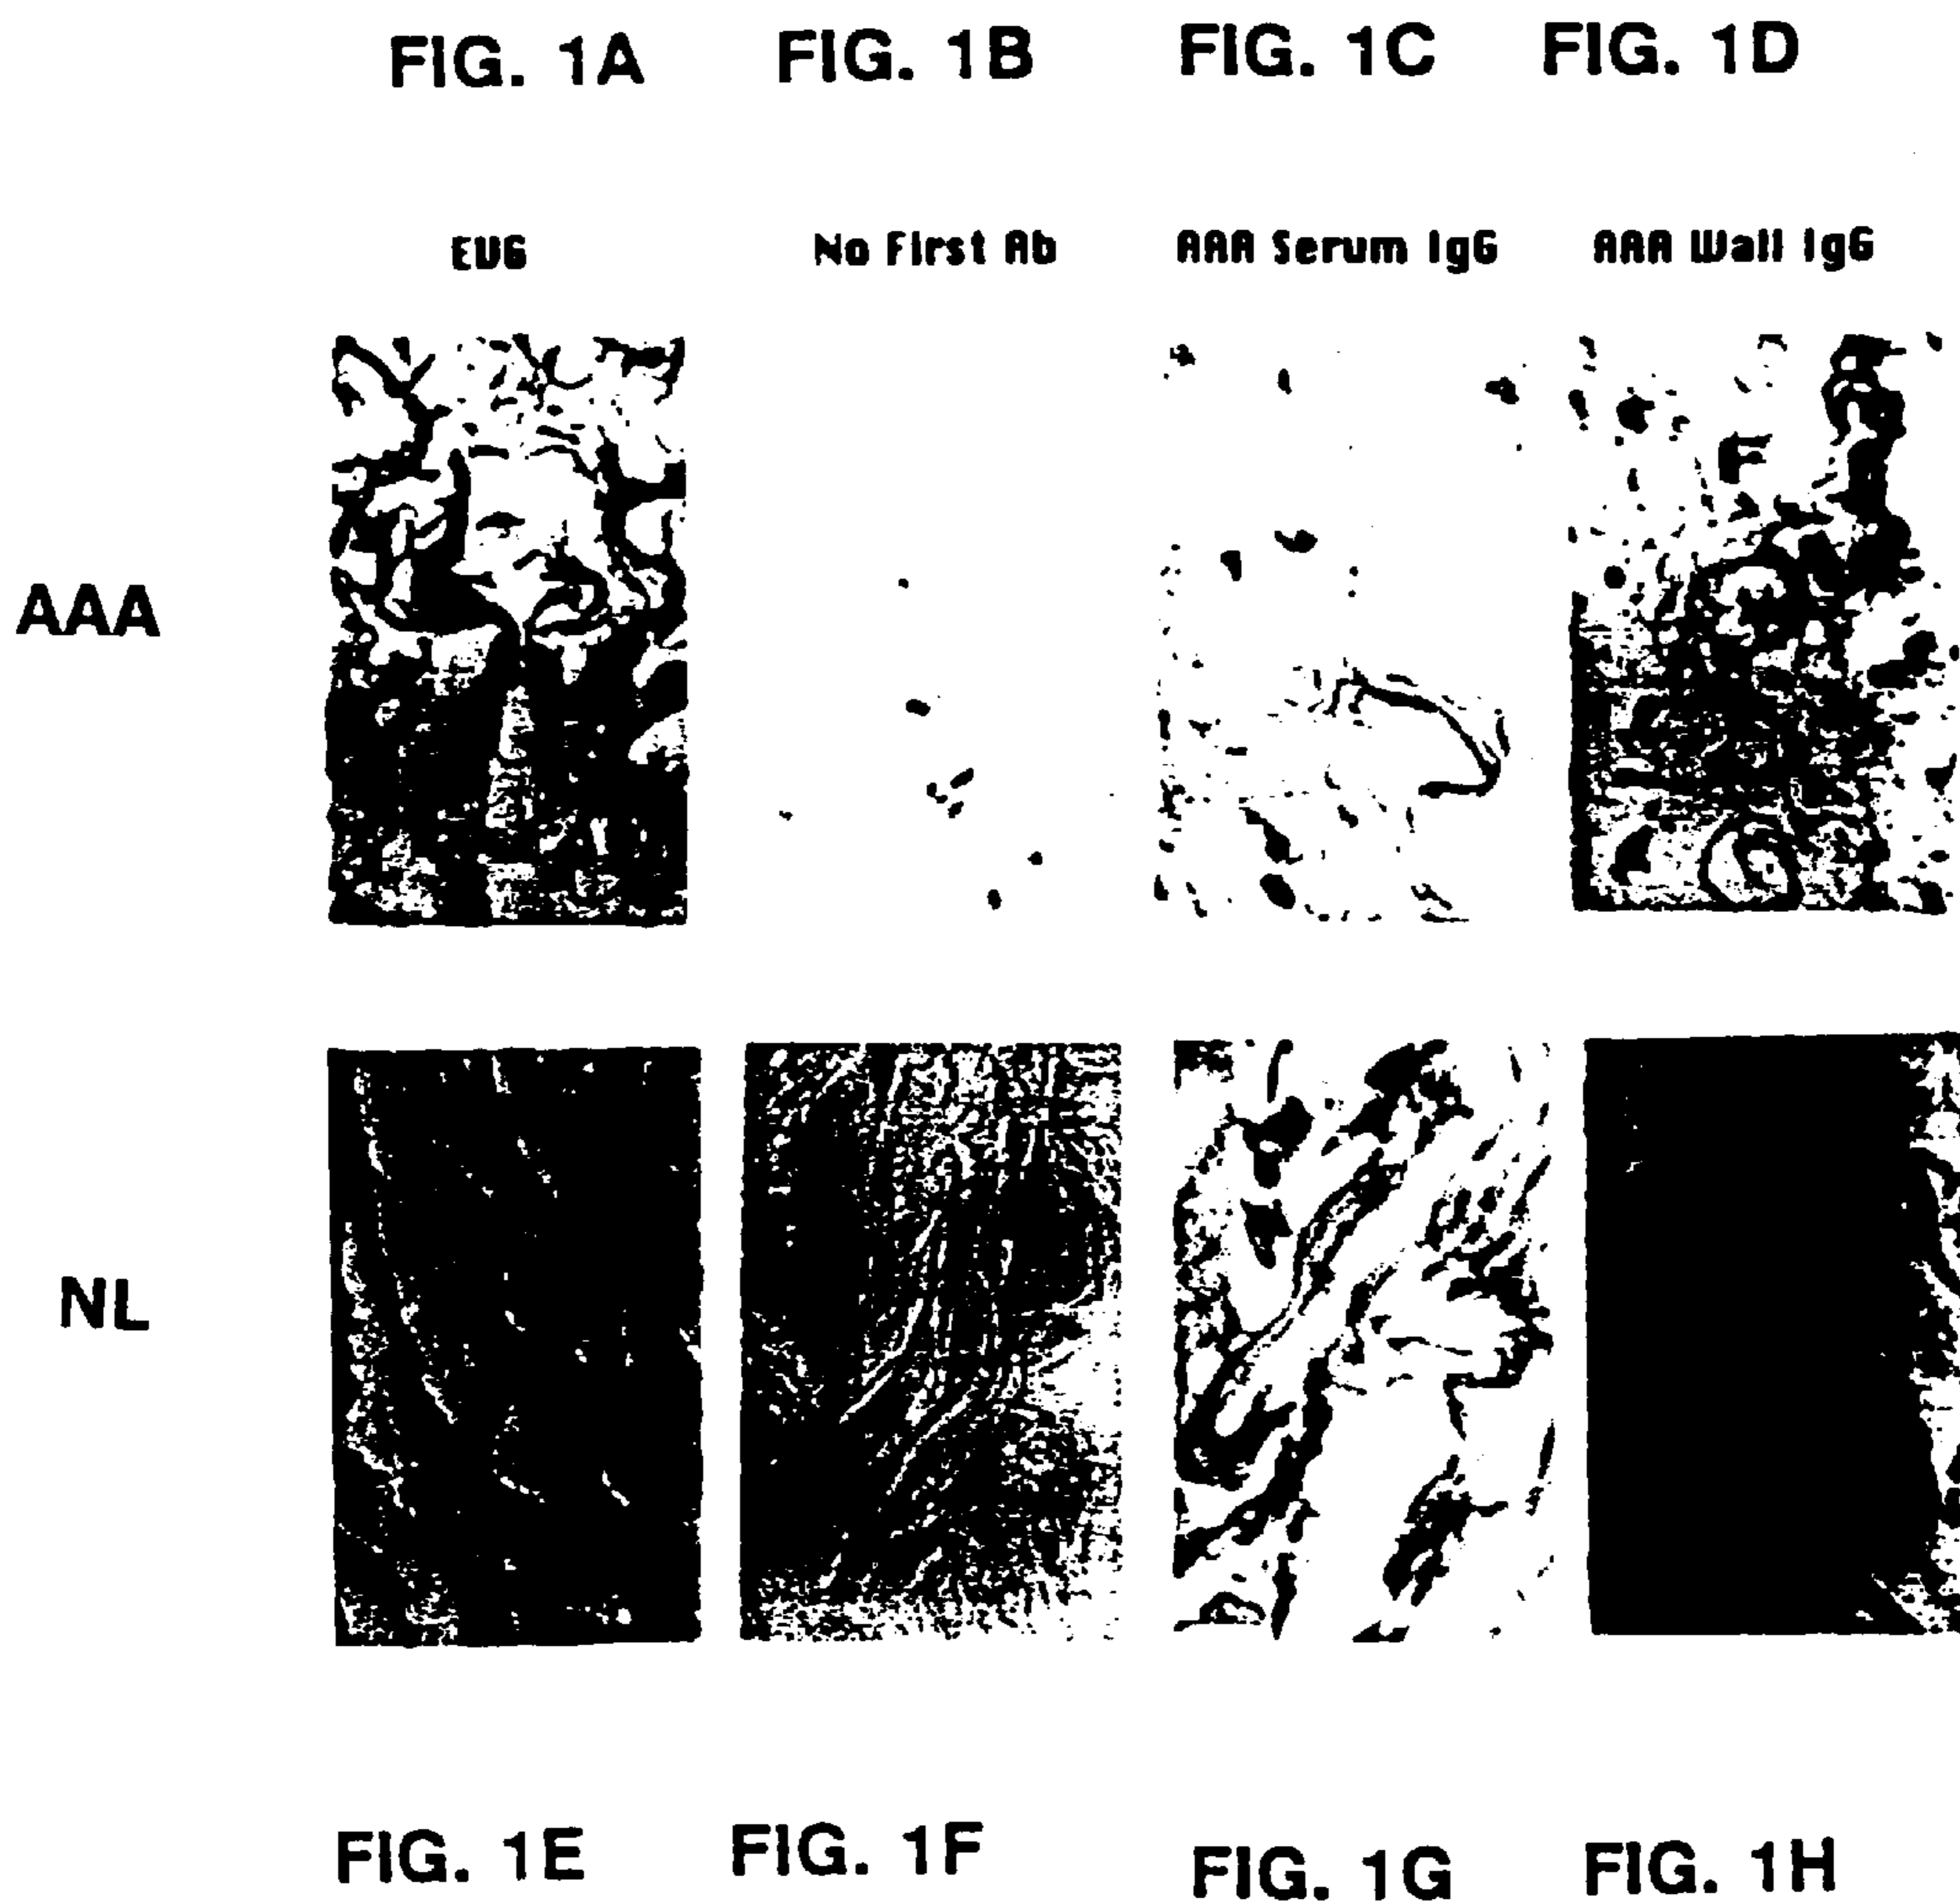 FIG. 1A FIG. 1B FIG. 1C FIG. 1D
EVG No First Ab AAA Serum IgG AAA Wall IgG
AAA
NL
FIG. 1E FIG. 1F FIG. 1G FIG. 1H